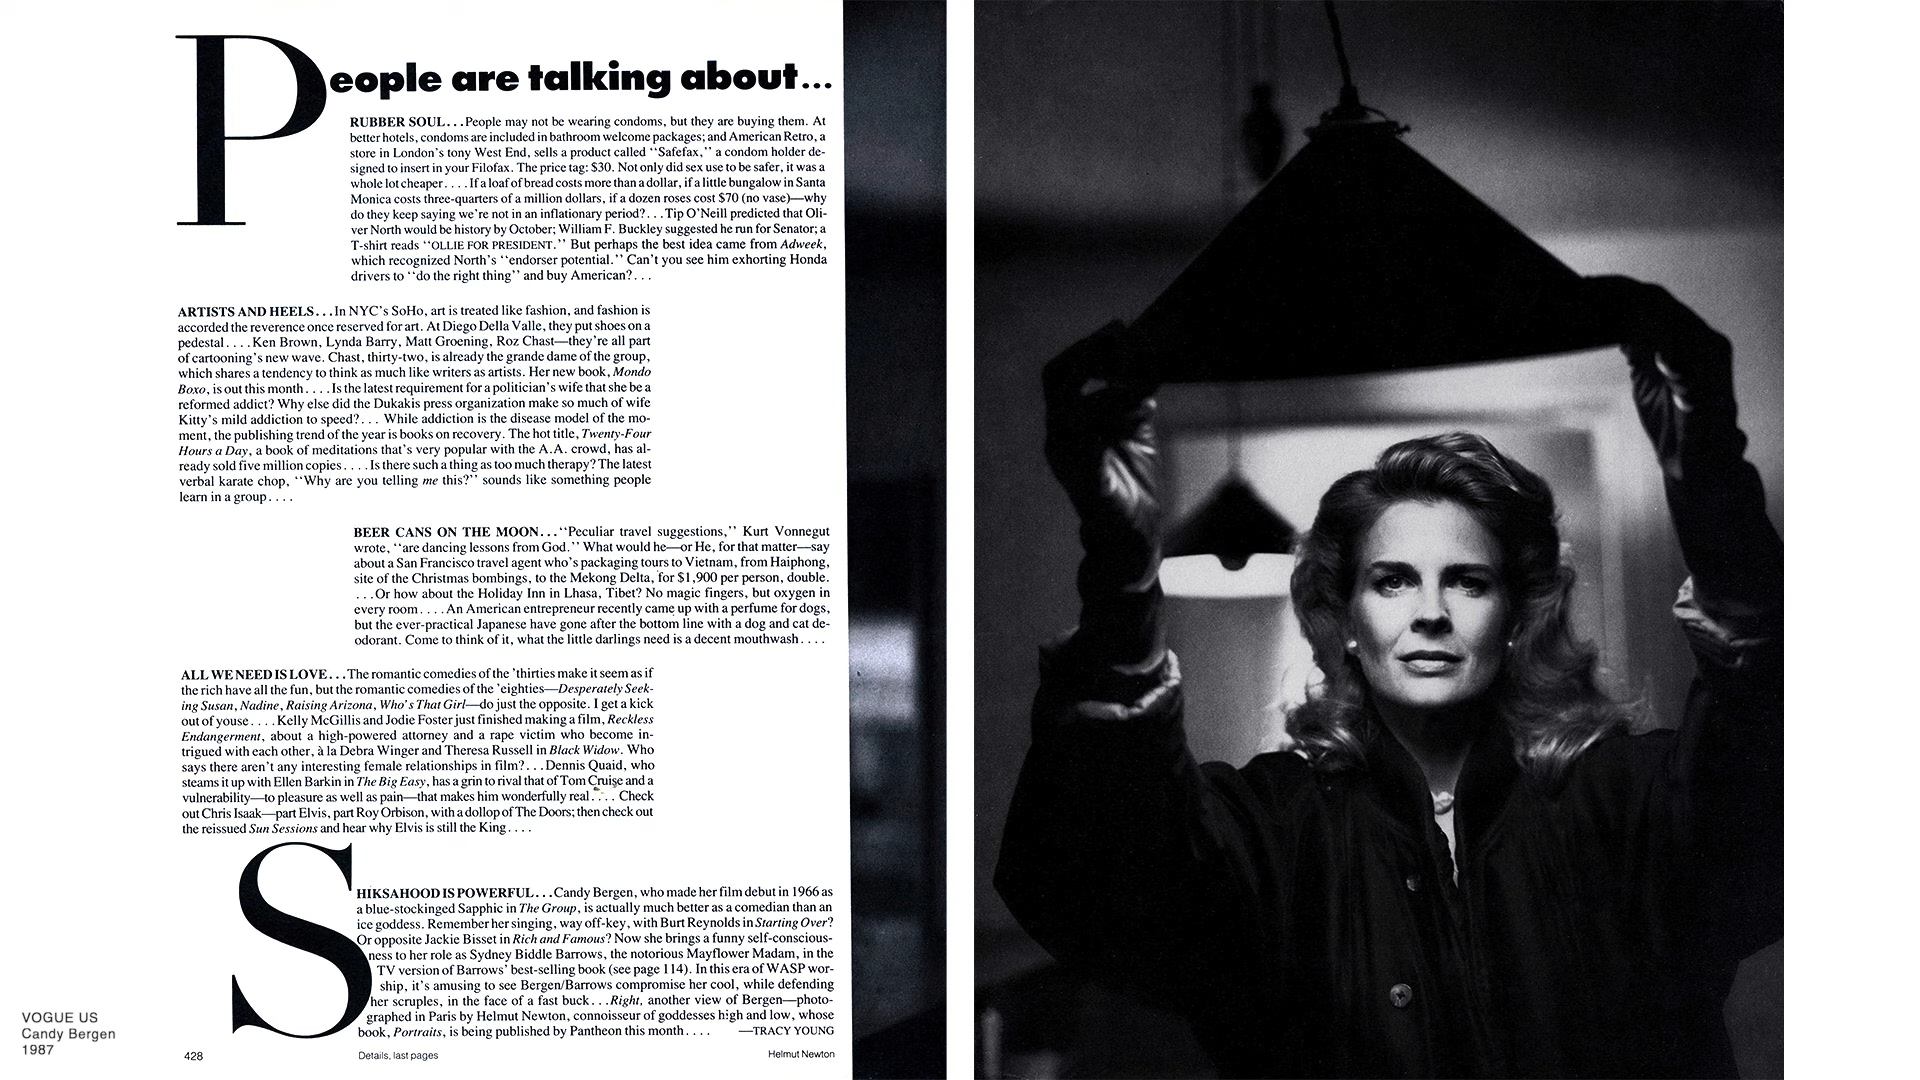 People are talking about...
RUBBER SOUL...People may not be wearing condoms, but they are buying them. At
better hotels, condoms are included in bathroom welcome packages; and American Retro, a
store in London's tony West End, sells a product called "Safefax," a condom holder de-
signed to insert in your Filofax. The price tag: $30. Not only did sex use to be safer, it was a
whole lot cheaper....If a loaf of bread costs more than a dollar, if a little bungalow in Santa
Monica costs three-quarters of a million dollars, if a dozen roses cost $70 (no vase)—why
do they keep saying we're not in an inflationary period?...Tip O'Neill predicted that Oli-
ver North would be history by October; William F. Buckley suggested he run for Senator; a
T-shirt reads "OLLIE FOR PRESIDENT." But perhaps the best idea came from Adweek,
which recognized North's "endorser potential." Can't you see him exhorting Honda
drivers to "do the right thing" and buy American?...
ARTISTS AND HEELS...In NYC's SoHo, art is treated like fashion, and fashion is
accorded the reverence once reserved for art. At Diego Della Valle, they put shoes on a
pedestal....Ken Brown, Lynda Barry, Matt Groening, Roz Chast—they're all part
of cartooning's new wave. Chast, thirty-two, is already the grande dame of the group,
which shares a tendency to think as much like writers as artists. Her new book, Mondo
Boxo, is out this month....Is the latest requirement for a politician's wife that she be a
reformed addict? Why else did the Dukakis press organization make so much of wife
Kitty's mild addiction to speed?... While addiction is the disease model of the mo-
ment, the publishing trend of the year is books on recovery. The hot title, Twenty-Four
Hours a Day, a book of meditations that's very popular with the A.A. crowd, has al-
ready sold five million copies....Is there such a thing as too much therapy? The latest
verbal karate chop, "Why are you telling me this?" sounds like something people
learn in a group....
BEER CANS ON THE MOON..."Peculiar travel suggestions," Kurt Vonnegut
wrote, "are dancing lessons from God." What would he—or He, for that matter—say
about a San Francisco travel agent who's packaging tours to Vietnam, from Haiphong,
site of the Christmas bombings, to the Mekong Delta, for $1,900 per person, double.
...Or how about the Holiday Inn in Lhasa, Tibet? No magic fingers, but oxygen in
every room....An American entrepreneur recently came up with a perfume for dogs,
but the ever-practical Japanese have gone after the bottom line with a dog and cat de-
odorant. Come to think of it, what the little darlings need is a decent mouthwash....
ALL WE NEED IS LOVE...The romantic comedies of the 'thirties make it seem as if
the rich have all the fun, but the romantic comedies of the 'eighties—Desperately Seek-
ing Susan, Nadine, Raising Arizona, Who's That Girl—do just the opposite. I get a kick
out of youse....Kelly McGillis and Jodie Foster just finished making a film, Reckless
Endangerment, about a high-powered attorney and a rape victim who become in-
trigued with each other, à la Debra Winger and Theresa Russell in Black Widow. Who
says there aren't any interesting female relationships in film?...Dennis Quaid, who
steams it up with Ellen Barkin in The Big Easy, has a grin to rival that of Tom Cruise and a
vulnerability—to pleasure as well as pain—that makes him wonderfully real.... Check
out Chris Isaak—part Elvis, part Roy Orbison, with a dollop of The Doors; then check out
the reissued Sun Sessions and hear why Elvis is still the King....
SHIKSAHOOD IS POWERFUL...Candy Bergen, who made her film debut in 1966 as
a blue-stockinged Sapphic in The Group, is actually much better as a comedian than an
ice goddess. Remember her singing, way off-key, with Burt Reynolds in Starting Over?
Or opposite Jackie Bisset in Rich and Famous? Now she brings a funny self-conscious-
ness to her role as Sydney Biddle Barrows, the notorious Mayflower Madam, in the
TV version of Barrows' best-selling book (see page 114). In this era of WASP wor-
ship, it's amusing to see Bergen/Barrows compromise her cool, while defending
her scruples, in the face of a fast buck...Right, another view of Bergen—photo-
graphed in Paris by Helmut Newton, connoisseur of goddesses high and low, whose
book, Portraits, is being published by Pantheon this month.... —TRACY YOUNG
428 Details, last pages Helmut Newton
VOGUE US
Candy Bergen
1987